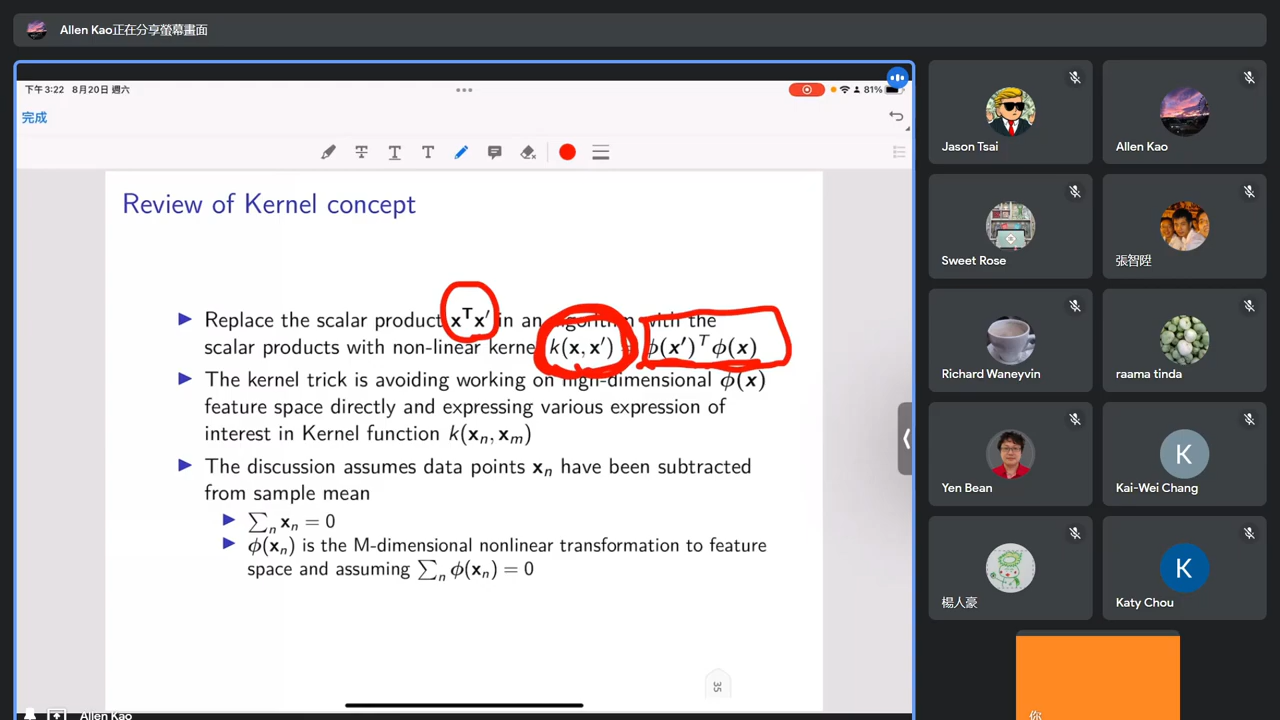 Allen Kao正在分享螢幕畫面
下午3:22 8月20日 週六
81%
完成
Review of Kernel concept
Replace the scalar product xᵀx′ in an algorithm with the
scalar products with non-linear kernel k(x, x′) = ϕ(x′)ᵀϕ(x)
The kernel trick is avoiding working on high-dimensional ϕ(x)
feature space directly and expressing various expression of
interest in Kernel function k(xₙ, xₘ)
The discussion assumes data points xₙ have been subtracted
from sample mean
∑ₙ xₙ = 0
ϕ(xₙ) is the M-dimensional nonlinear transformation to feature
space and assuming ∑ₙ ϕ(xₙ) = 0
35
Allen Kao
Jason Tsai
Allen Kao
Sweet Rose
張智陞
Richard Waneyvin
raama tinda
Yen Bean
K
Kai-Wei Chang
楊人豪
K
Katy Chou
你